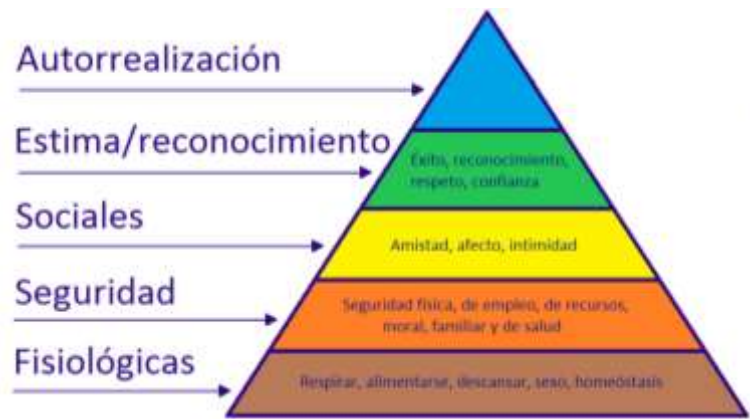 Autorrealización
Estima/reconocimiento
Éxito, reconocimiento,
respeto, confianza
Sociales
Amistad, afecto, intimidad
Seguridad
Seguridad física, de empleo, de recursos,
moral, familiar y de salud
Fisiológicas
Respirar, alimentarse, descansar, sexo, homeóstasis